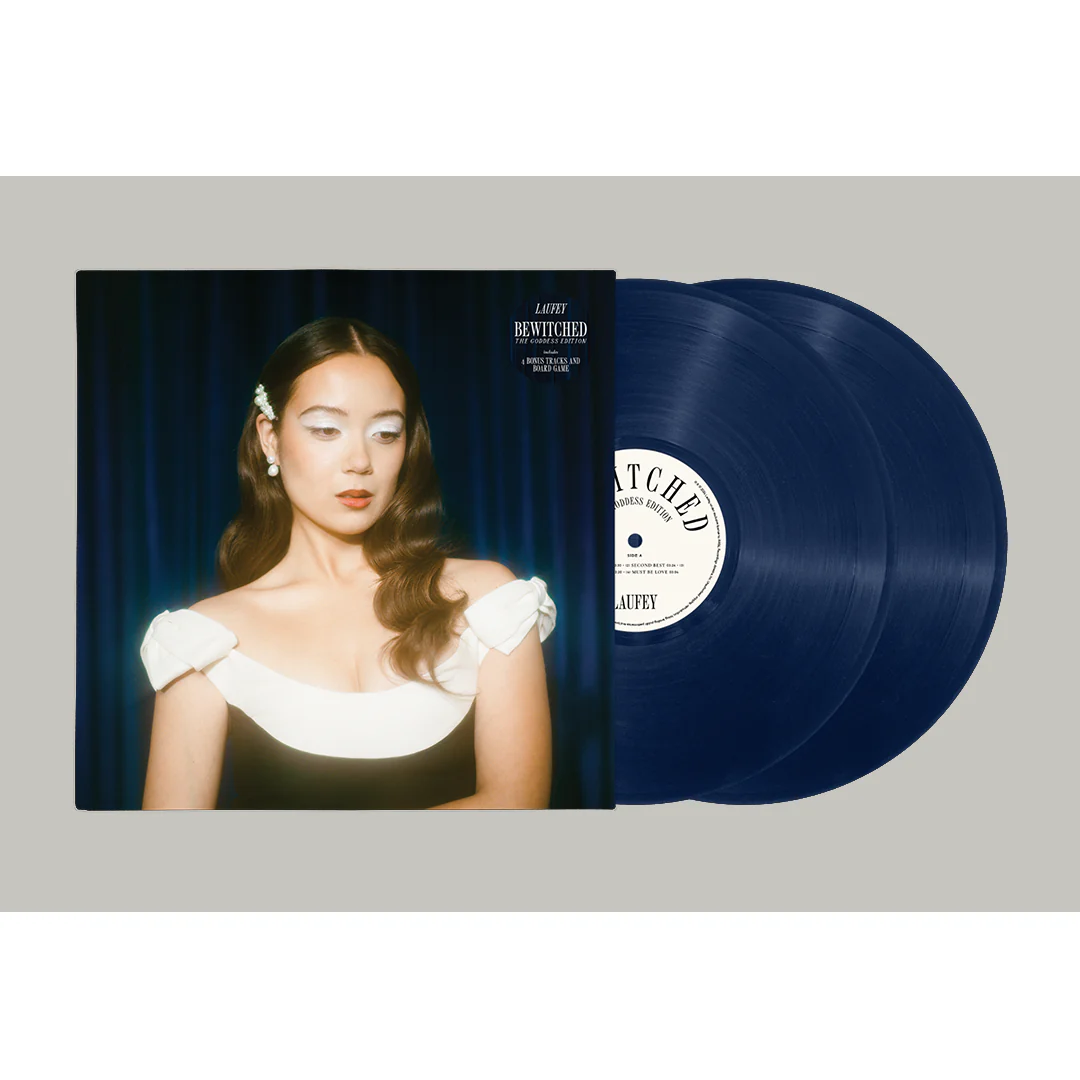 LAUFEY
BEWITCHED
THE GODDESS EDITION
includes
4 BONUS TRACKS AND
BOARD GAME
ITCHED
ODDESS EDITION
SIDE A
SECOND BEST
MUST BE LOVE
LAUFEY